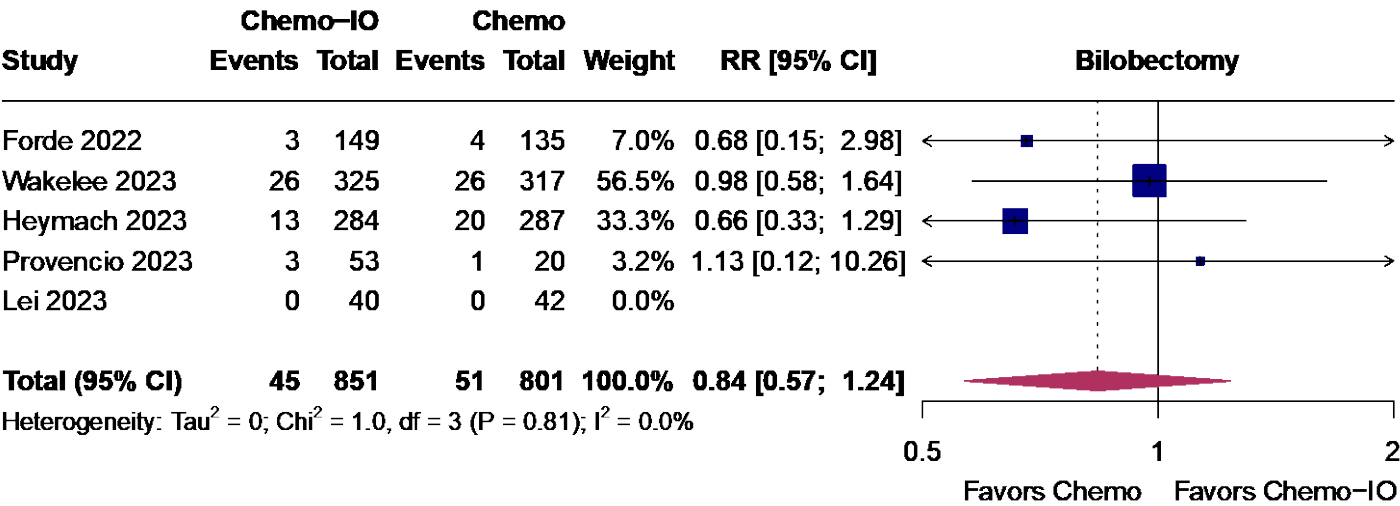 Chemo−IO Chemo
Study Events Total Events Total Weight RR [95% CI] Bilobectomy
Forde 2022 3 149 4 135 7.0% 0.68 [0.15; 2.98]
Wakelee 2023 26 325 26 317 56.5% 0.98 [0.58; 1.64]
Heymach 2023 13 284 20 287 33.3% 0.66 [0.33; 1.29]
Provencio 2023 3 53 1 20 3.2% 1.13 [0.12; 10.26]
Lei 2023 0 40 0 42 0.0%
Total (95% CI) 45 851 51 801 100.0% 0.84 [0.57; 1.24]
Heterogeneity: Tau² = 0; Chi² = 1.0, df = 3 (P = 0.81); I² = 0.0%
0.5 1 2
Favors Chemo Favors Chemo−IO